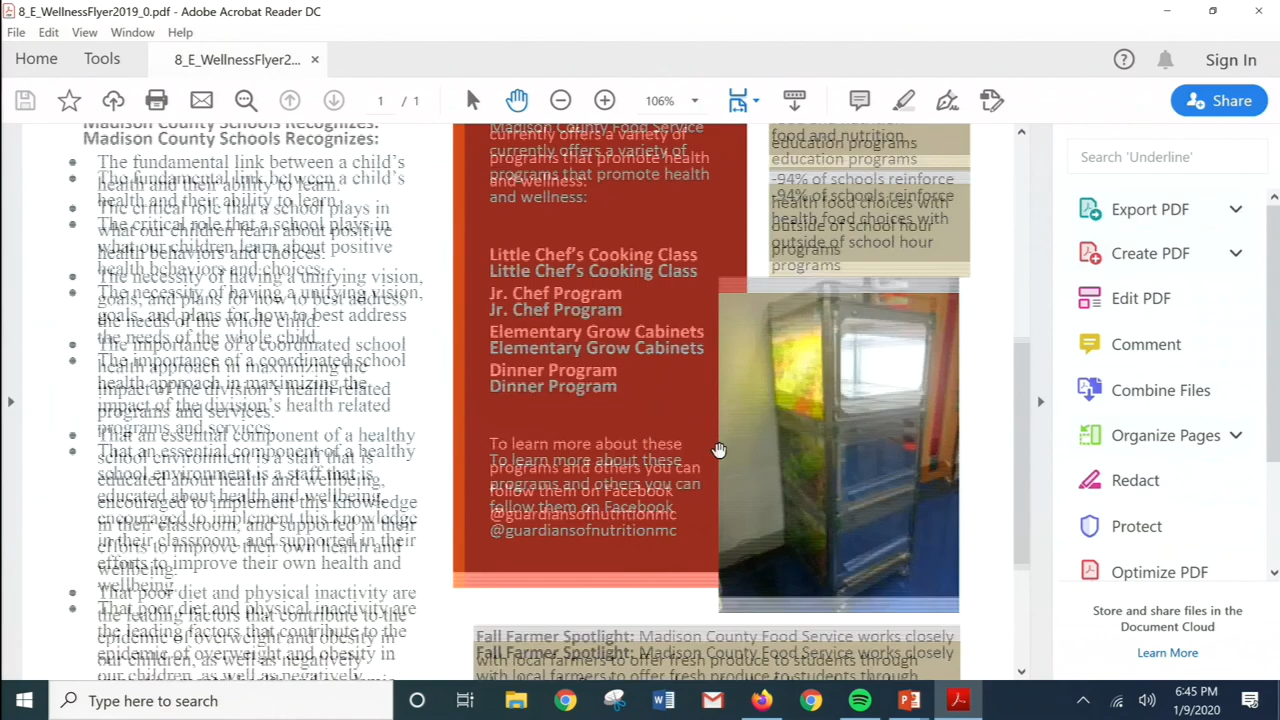 8_E_WellnessFlyer2019_0.pdf - Adobe Acrobat Reader DC
File Edit View Window Help
Home Tools 8_E_WellnessFlyer2... ×
1 / 1 106% Share
? Sign In
Madison County Schools Recognizes:
The fundamental link between a child's
health and their ability to learn.
The critical role that a school plays in
what our children learn about positive
health behaviors and choices.
The necessity of having a unifying vision,
goals, and plans for how to best address
the needs of the whole child.
The importance of a coordinated school
health approach in maximizing the
impact of the division's health related
programs and services.
That an essential component of a healthy
school environment is a staff that is
educated about health and wellbeing,
encouraged to implement this knowledge
in their classroom, and supported in their
efforts to improve their own health and
wellbeing.
That poor diet and physical inactivity are
the leading factors that contribute to the
epidemic of overweight and obesity in
our children, as well as negatively
Madison County Food Service
currently offers a variety of
programs that promote health
and wellness:
Little Chef's Cooking Class
Jr. Chef Program
Elementary Grow Cabinets
Dinner Program
To learn more about these
programs and others you can
follow them on Facebook
@guardiansofnutritionmc
food and nutrition
education programs
-94% of schools reinforce
health food choices with
outside of school hour
programs
Fall Farmer Spotlight: Madison County Food Service works closely
with local farmers to offer fresh produce to students through
Search 'Underline'
Export PDF
Create PDF
Edit PDF
Comment
Combine Files
Organize Pages
Redact
Protect
Optimize PDF
Store and share files in the
Document Cloud
Learn More
Type here to search
6:45 PM
1/9/2020